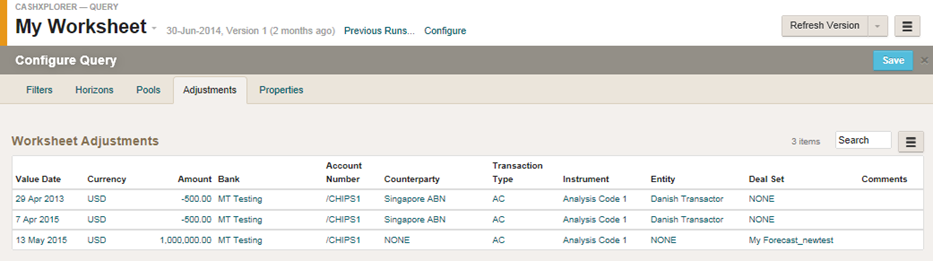 CASHXPLORER — QUERY
My Worksheet 30-Jun-2014, Version 1 (2 months ago) Previous Runs... Configure Refresh Version
Configure Query Save ×
Filters Horizons Pools Adjustments Properties
Worksheet Adjustments 3 items Search
Value Date Currency Amount Bank Account Number Counterparty Transaction Type Instrument Entity Deal Set Comments
29 Apr 2013 USD -500.00 MT Testing /CHIPS1 Singapore ABN AC Analysis Code 1 Danish Transactor NONE
7 Apr 2015 USD -500.00 MT Testing /CHIPS1 Singapore ABN AC Analysis Code 1 Danish Transactor NONE
13 May 2015 USD 1,000,000.00 MT Testing /CHIPS1 NONE AC Analysis Code 1 NONE My Forecast_newtest